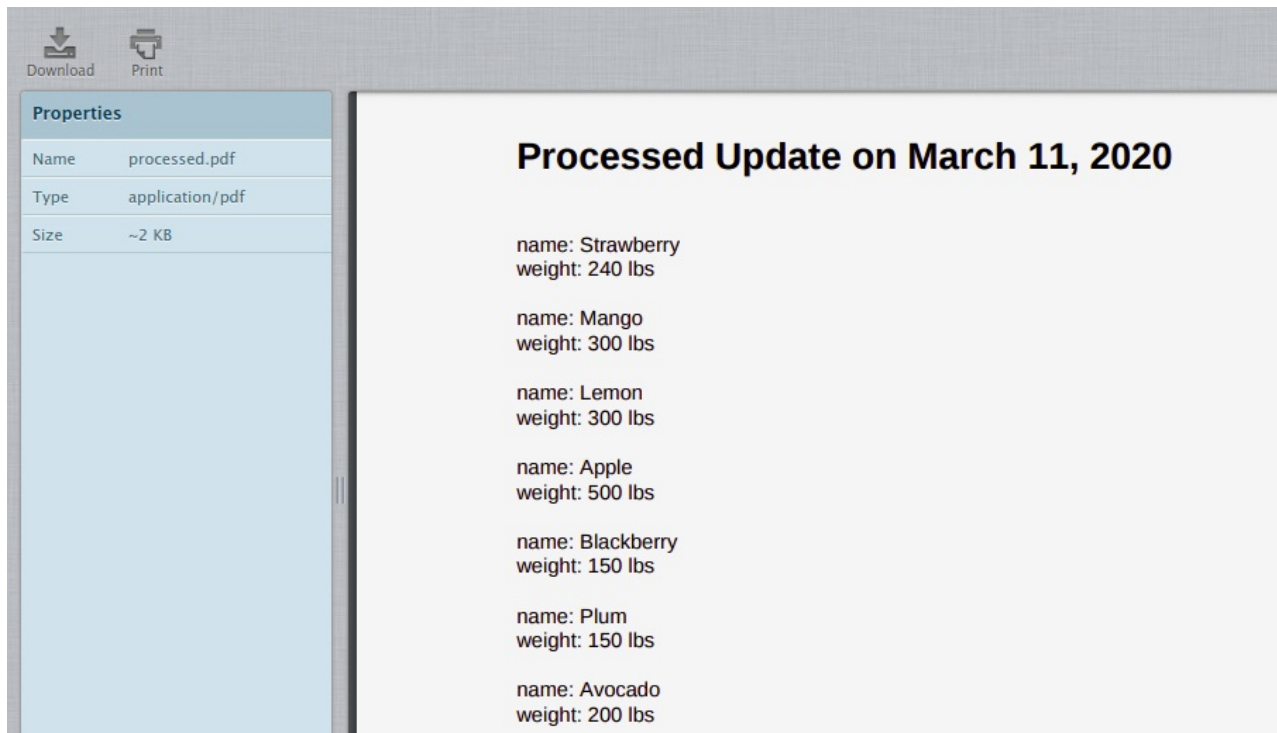 Download Print
Properties
Name processed.pdf
Type application/pdf
Size ~2 KB
Processed Update on March 11, 2020
name: Strawberry
weight: 240 lbs
name: Mango
weight: 300 lbs
name: Lemon
weight: 300 lbs
name: Apple
weight: 500 lbs
name: Blackberry
weight: 150 lbs
name: Plum
weight: 150 lbs
name: Avocado
weight: 200 lbs